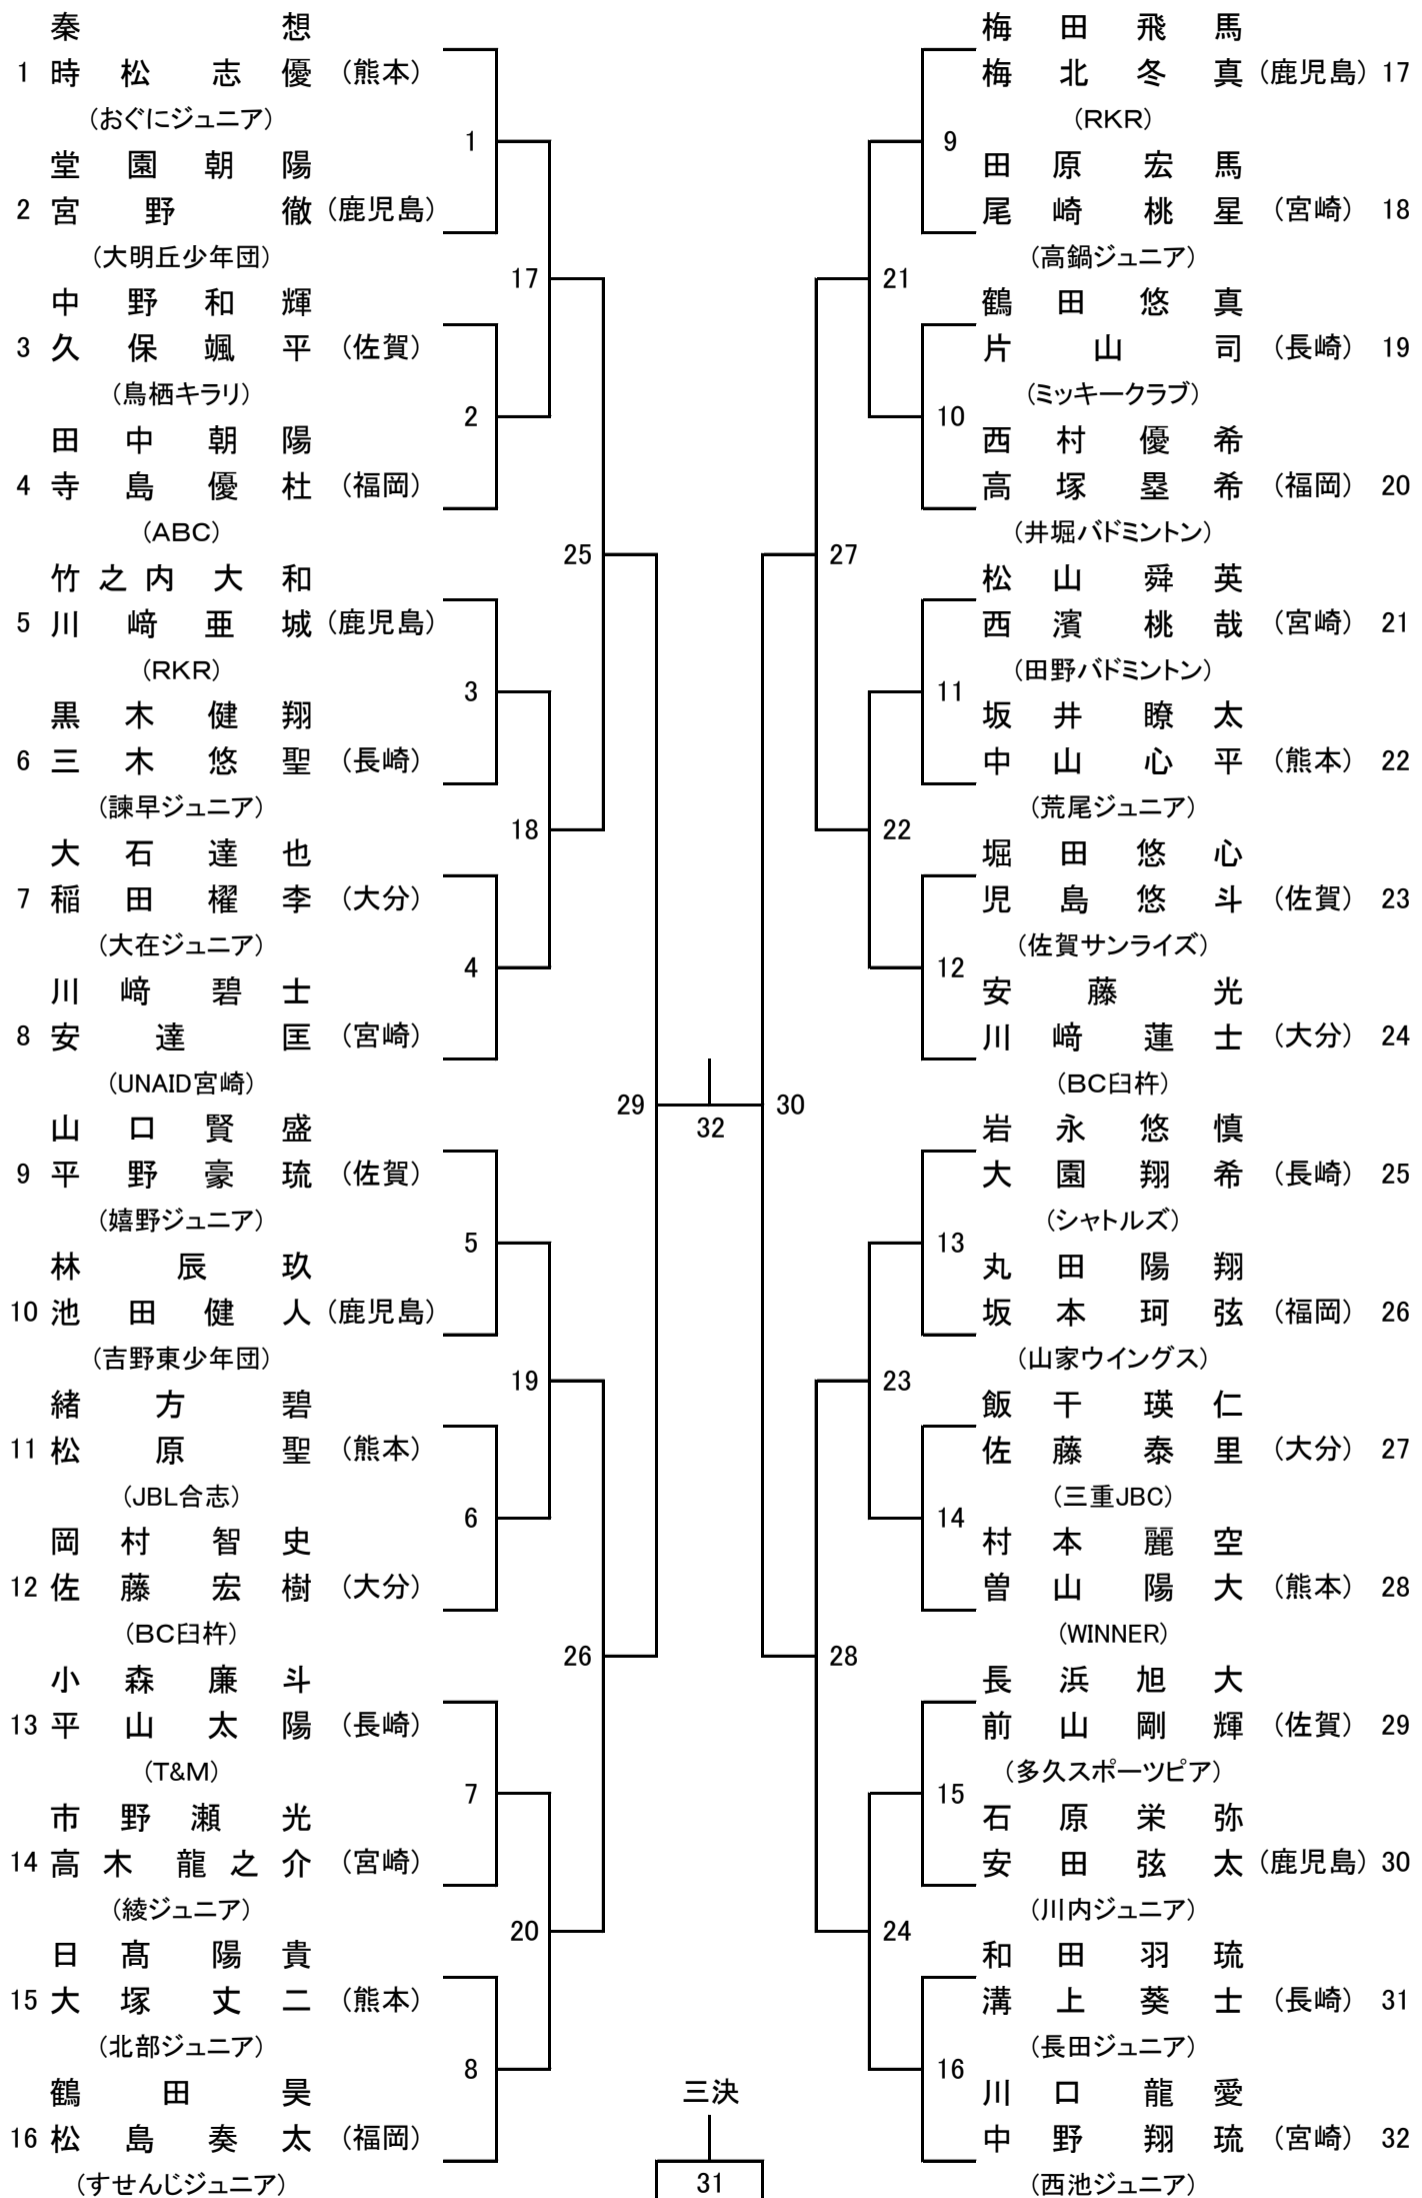 秦 想
1 時松志優 (熊本)
(おぐにジュニア)
堂園朝陽
2 宮野徹 (鹿児島)
(大明丘少年団)
中野和輝
3 久保颯平 (佐賀)
(鳥栖キラリ)
田中朝陽
4 寺島優杜 (福岡)
(ABC)
竹之内大和
5 川﨑亜城 (鹿児島)
(RKR)
黒木健翔
6 三木悠聖 (長崎)
(諫早ジュニア)
大石達也
7 稲田櫂李 (大分)
(大在ジュニア)
川﨑碧士
8 安達匡 (宮崎)
(UNAID宮崎)
山口賢盛
9 平野豪琉 (佐賀)
(嬉野ジュニア)
林辰玖
10 池田健人 (鹿児島)
(吉野東少年団)
緒方碧
11 松原聖 (熊本)
(JBL合志)
岡村智史
12 佐藤宏樹 (大分)
(BC臼杵)
小森廉斗
13 平山太陽 (長崎)
(T&M)
市野瀬光
14 高木龍之介 (宮崎)
(綾ジュニア)
日髙陽貴
15 大塚丈二 (熊本)
(北部ジュニア)
鶴田昊
16 松島奏太 (福岡)
(すせんじジュニア)
1
2
3
4
5
6
7
8
17
18
19
20
25
26
29
32
30
27
28
21
22
23
24
9
10
11
12
13
14
15
16
三決
31
梅田飛馬
梅北冬真 (鹿児島) 17
(RKR)
田原宏馬
尾崎桃星 (宮崎) 18
(高鍋ジュニア)
鶴田悠真
片山司 (長崎) 19
(ミッキークラブ)
西村優希
高塚塁希 (福岡) 20
(井堀バドミントン)
松山舜英
西濱桃哉 (宮崎) 21
(田野バドミントン)
坂井瞭太
中山心平 (熊本) 22
(荒尾ジュニア)
堀田悠心
児島悠斗 (佐賀) 23
(佐賀サンライズ)
安藤光
川﨑蓮士 (大分) 24
(BC臼杵)
岩永悠慎
大園翔希 (長崎) 25
(シャトルズ)
丸田陽翔
坂本珂弦 (福岡) 26
(山家ウイングス)
飯干瑛仁
佐藤泰里 (大分) 27
(三重JBC)
村本麗空
曽山陽大 (熊本) 28
(WINNER)
長浜旭大
前山剛輝 (佐賀) 29
(多久スポーツピア)
石原栄弥
安田弦太 (鹿児島) 30
(川内ジュニア)
和田羽琉
溝上葵士 (長崎) 31
(長田ジュニア)
川口龍愛
中野翔琉 (宮崎) 32
(西池ジュニア)